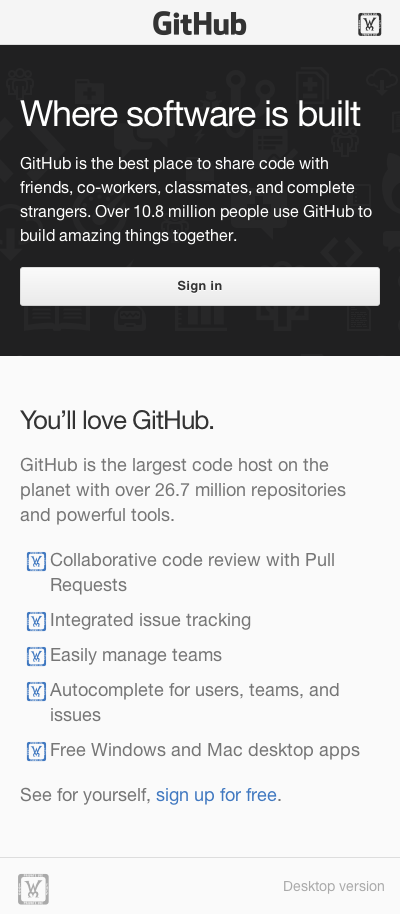 GitHub
Where software is built
GitHub is the best place to share code with
friends, co-workers, classmates, and complete
strangers. Over 10.8 million people use GitHub to
build amazing things together.
Sign in
You'll love GitHub.
GitHub is the largest code host on the
planet with over 26.7 million repositories
and powerful tools.
Collaborative code review with Pull
Requests
Integrated issue tracking
Easily manage teams
Autocomplete for users, teams, and
issues
Free Windows and Mac desktop apps
See for yourself, sign up for free.
Desktop version